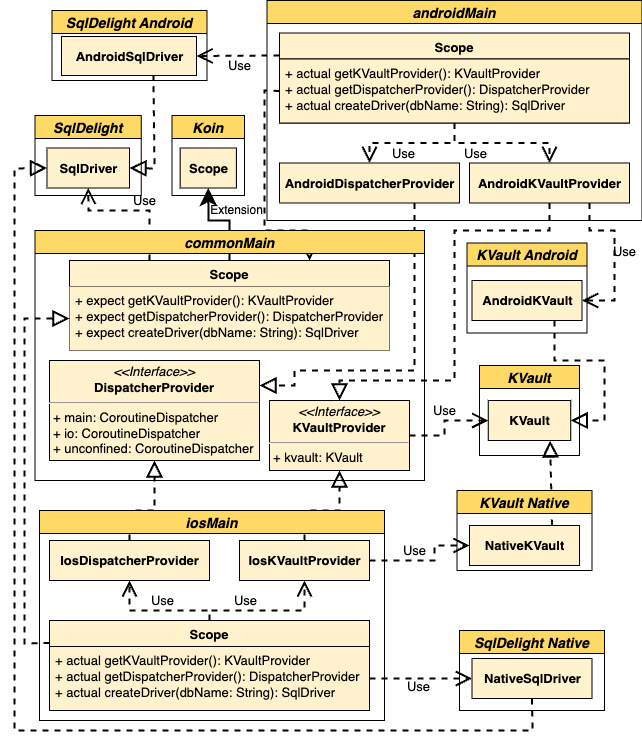 SqlDelight Android
AndroidSqlDriver
androidMain
Scope
+ actual getKVaultProvider(): KVaultProvider
+ actual getDispatcherProvider(): DispatcherProvider
+ actual createDriver(dbName: String): SqlDriver
Use
Use
Use
AndroidDispatcherProvider
AndroidKVaultProvider
SqlDelight
SqlDriver
Use
Koin
Scope
Extension
commonMain
Scope
+ expect getKVaultProvider(): KVaultProvider
+ expect getDispatcherProvider(): DispatcherProvider
+ expect createDriver(dbName: String): SqlDriver
<<Interface>>
DispatcherProvider
+ main: CoroutineDispatcher
+ io: CoroutineDispatcher
+ unconfined: CoroutineDispatcher
<<Interface>>
KVaultProvider
+ kvault: KVault
Use
KVault Android
AndroidKVault
Use
KVault
KVault
KVault Native
NativeKVault
iosMain
IosDispatcherProvider
IosKVaultProvider
Use
Use
Use
Scope
+ actual getKVaultProvider(): KVaultProvider
+ actual getDispatcherProvider(): DispatcherProvider
+ actual createDriver(dbName: String): SqlDriver
Use
SqlDelight Native
NativeSqlDriver